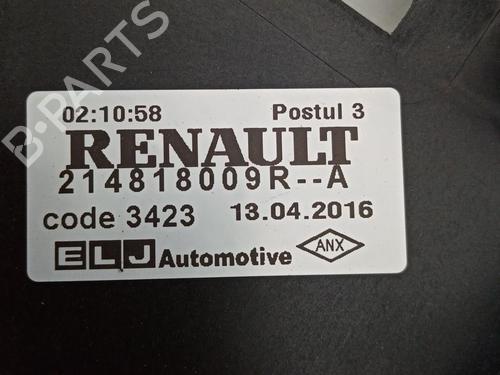 02:10:58 Postul 3
RENAULT
214818009R--A
code 3423 13.04.2016
ELJ Automotive ANX
B-PARTS